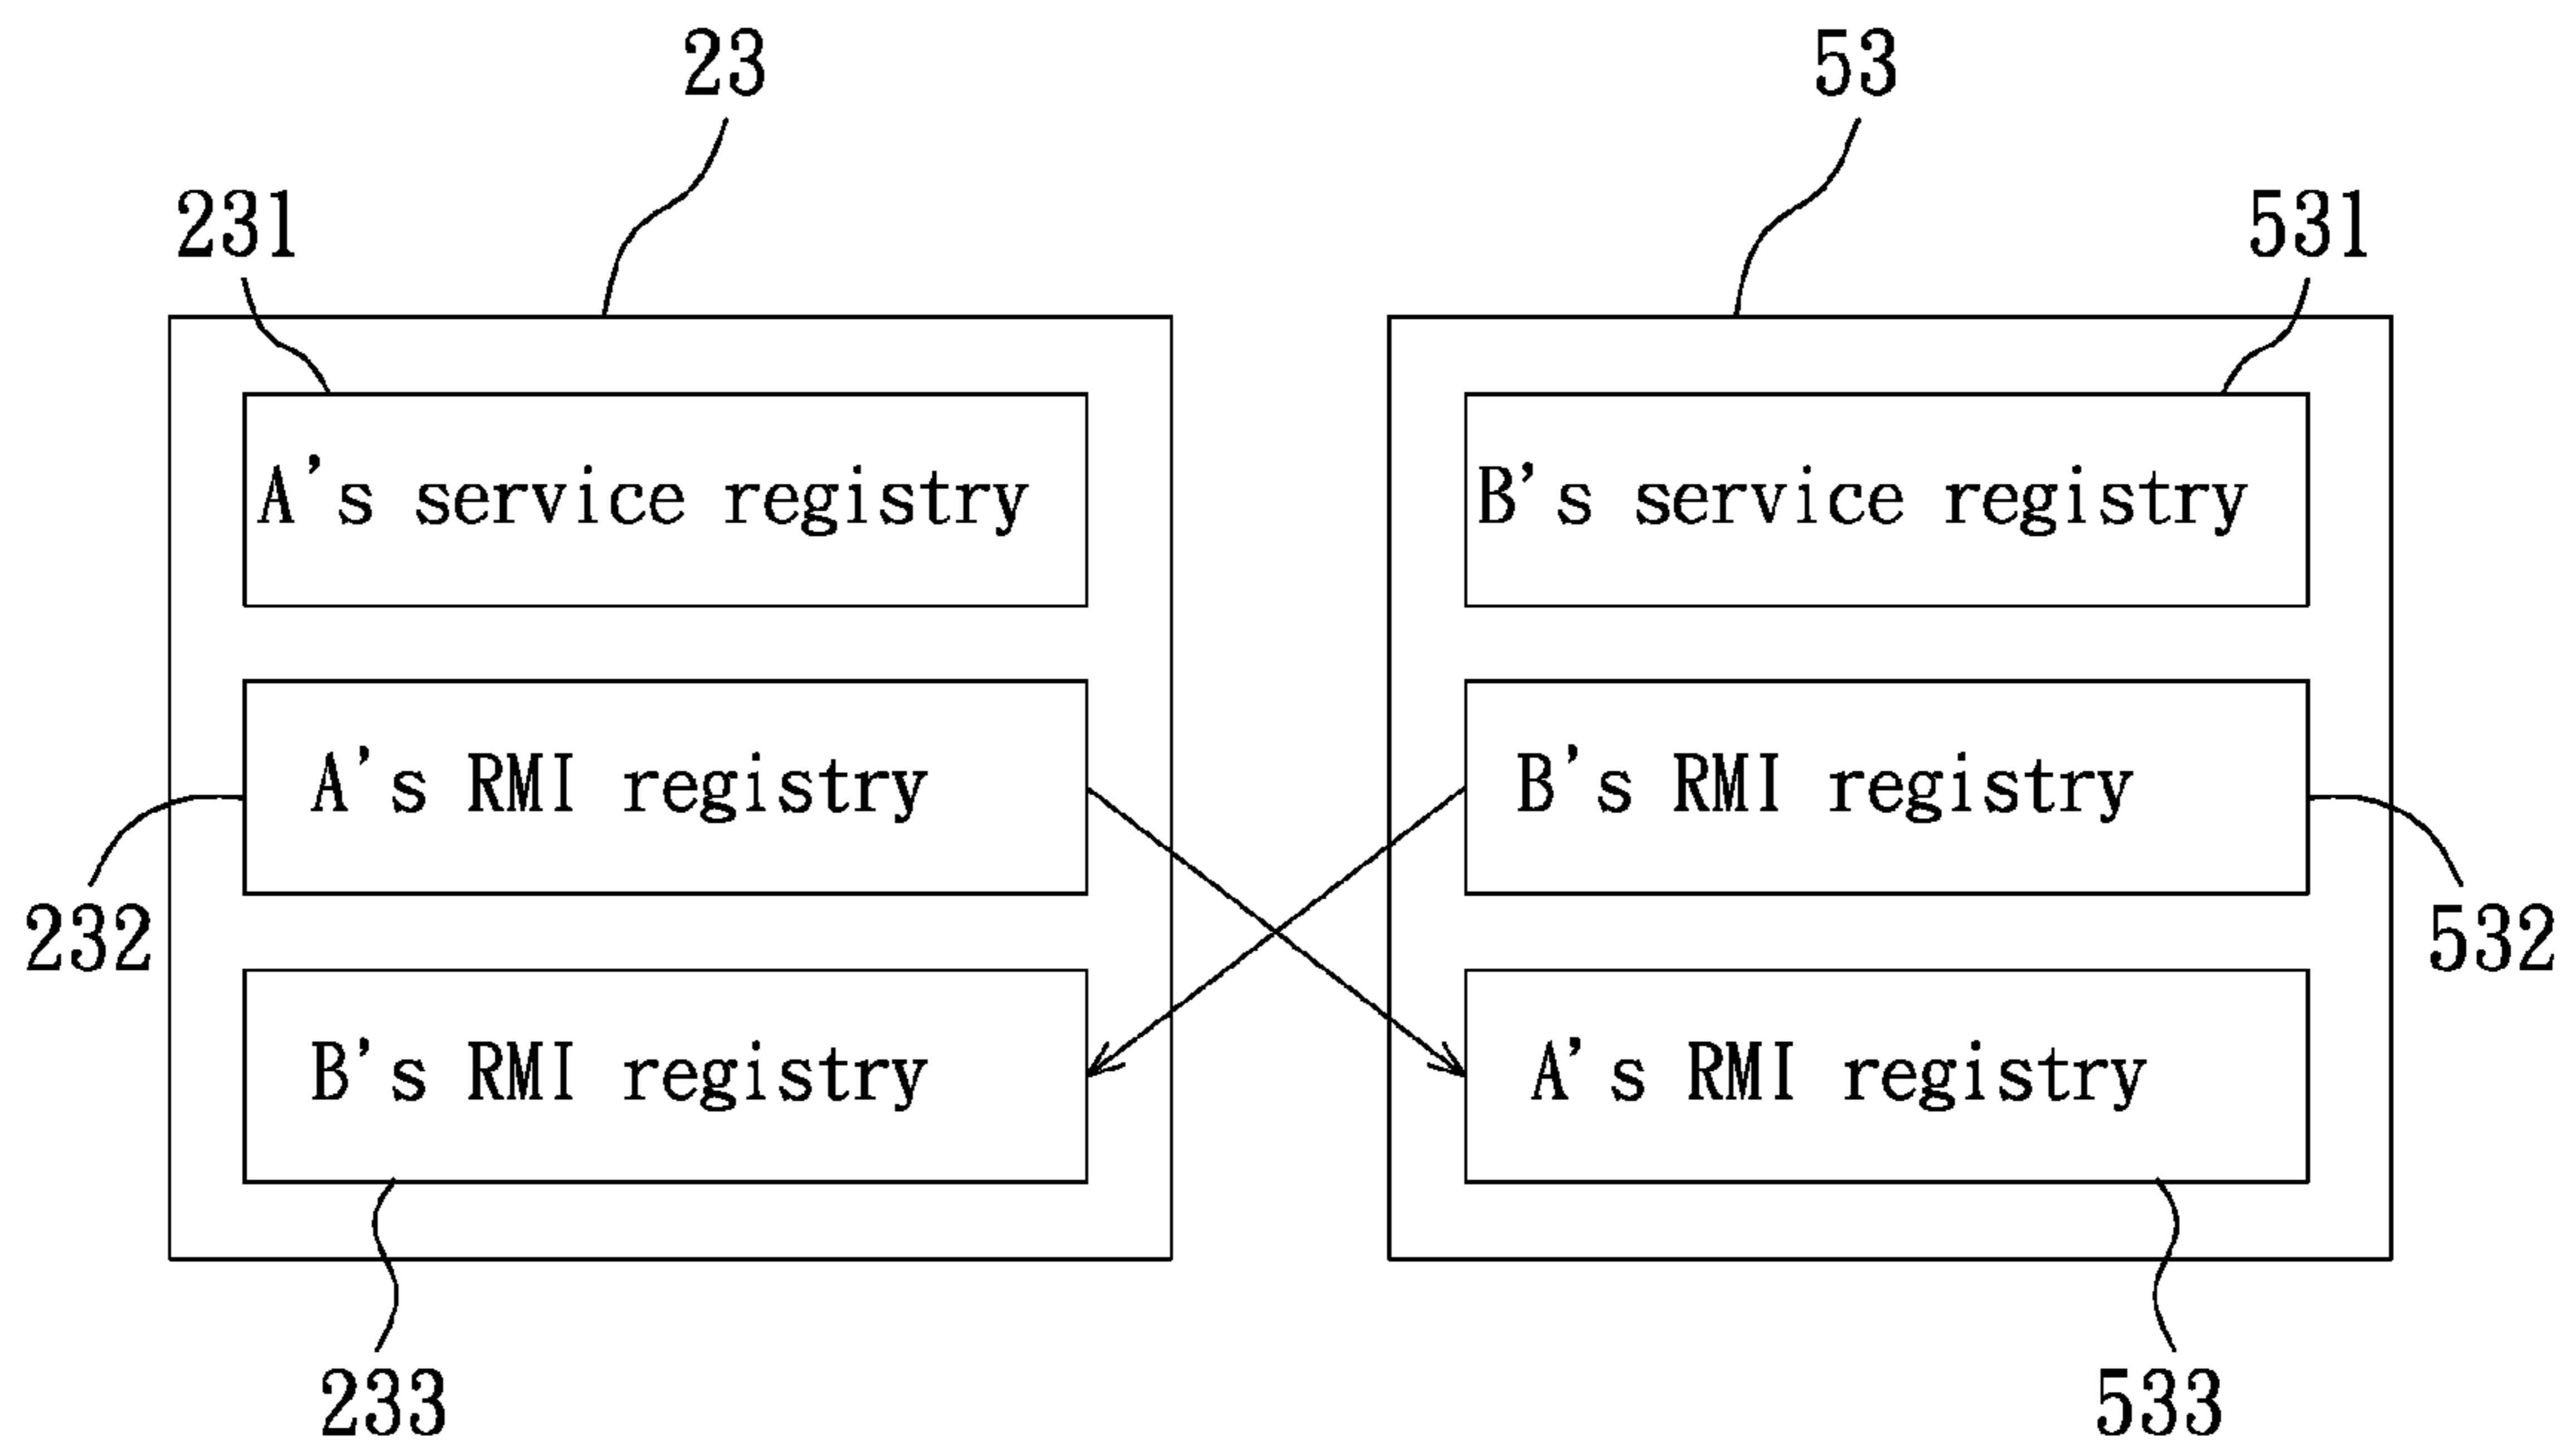 23
53
231
531
A's service registry
B's service registry
A's RMI registry
B's RMI registry
232
532
B's RMI registry
A's RMI registry
233
533